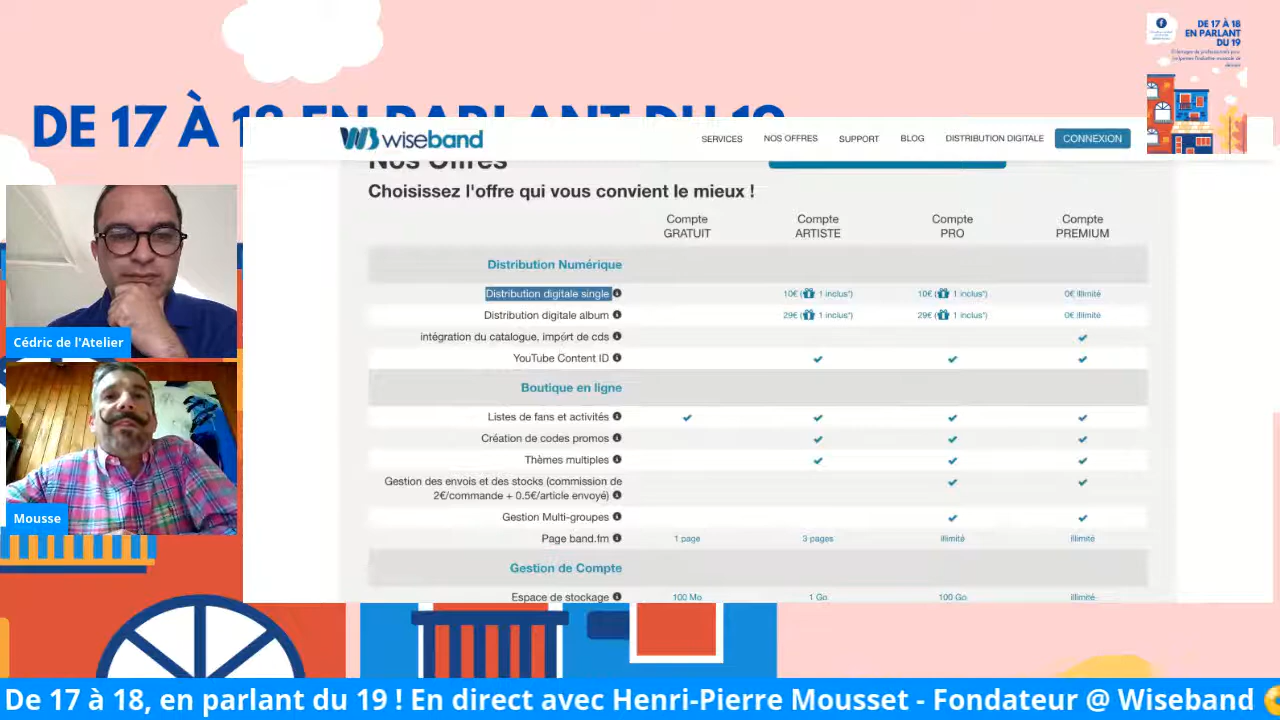 DE 17 À 18 EN PARLANT DU 19
DE 17 À 18
EN PARLANT
DU 19
wiseband
SERVICES
NOS OFFRES
SUPPORT
BLOG
DISTRIBUTION DIGITALE
CONNEXION
Nos Offres
Choisissez l'offre qui vous convient le mieux !
Compte GRATUIT
Compte ARTISTE
Compte PRO
Compte PREMIUM
Distribution Numérique
Distribution digitale single 10€ ( 1 inclus*) 10€ ( 1 inclus*) 0€ illimité
Distribution digitale album 29€ ( 1 inclus*) 29€ ( 1 inclus*) 0€ illimité
intégration du catalogue, import de cds
YouTube Content ID
Boutique en ligne
Listes de fans et activités
Création de codes promos
Thèmes multiples
Gestion des envois et des stocks (commission de
2€/commande + 0.5€/article envoyé)
Gestion Multi-groupes
Page band.fm 1 page 3 pages illimité illimité
Gestion de Compte
Espace de stockage 100 Mo 1 Go 100 Go illimité
Cédric de l'Atelier
Mousse
De 17 à 18, en parlant du 19 ! En direct avec Henri-Pierre Mousset - Fondateur @ Wiseband